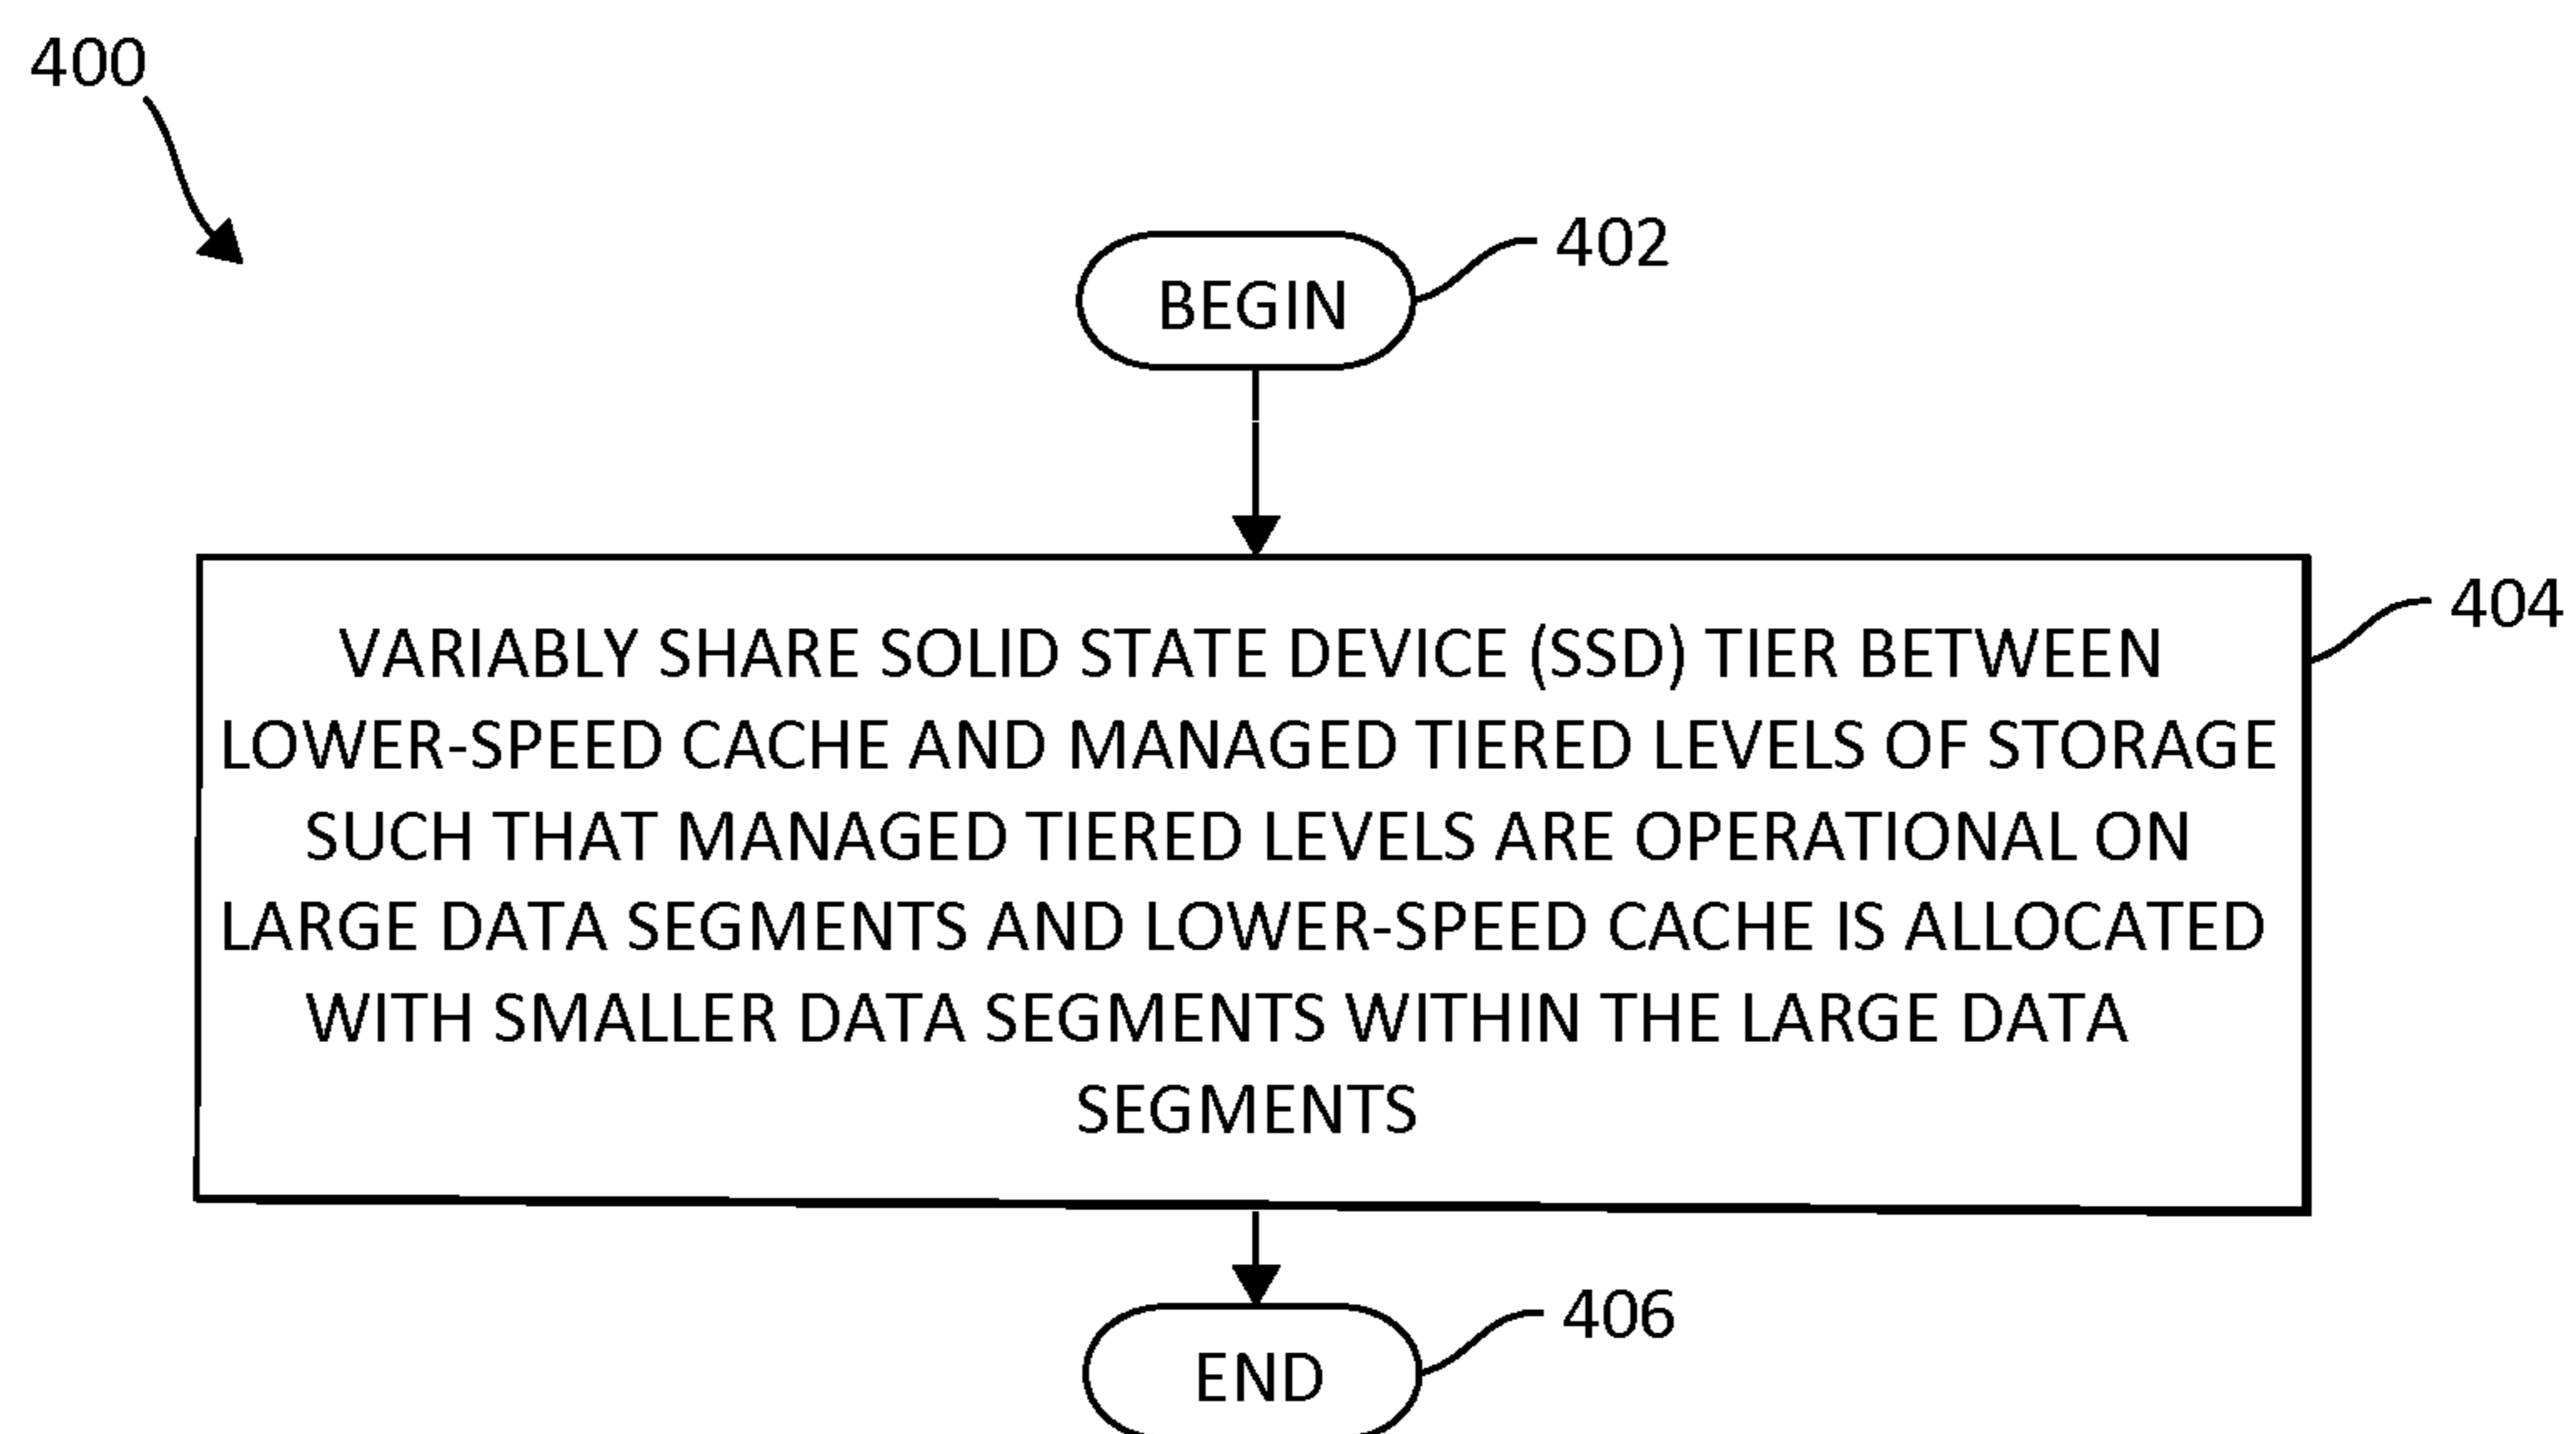 400
402
BEGIN
404
VARIABLY SHARE SOLID STATE DEVICE (SSD) TIER BETWEEN
LOWER-SPEED CACHE AND MANAGED TIERED LEVELS OF STORAGE
SUCH THAT MANAGED TIERED LEVELS ARE OPERATIONAL ON
LARGE DATA SEGMENTS AND LOWER-SPEED CACHE IS ALLOCATED
WITH SMALLER DATA SEGMENTS WITHIN THE LARGE DATA
SEGMENTS
406
END